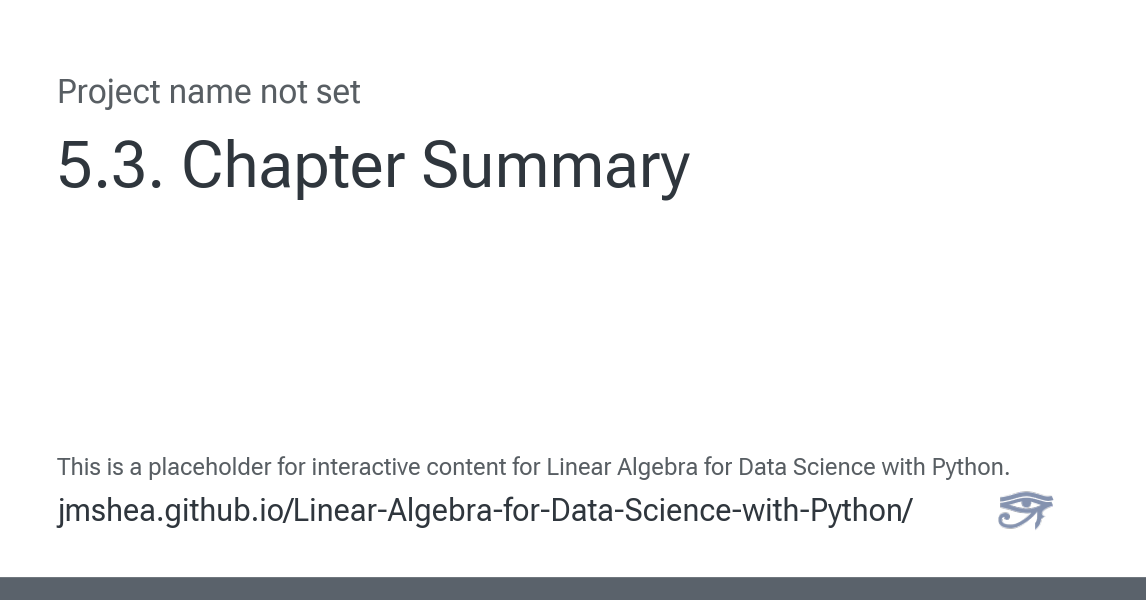 Project name not set
5.3. Chapter Summary
This is a placeholder for interactive content for Linear Algebra for Data Science with Python.
jmshea.github.io/Linear-Algebra-for-Data-Science-with-Python/